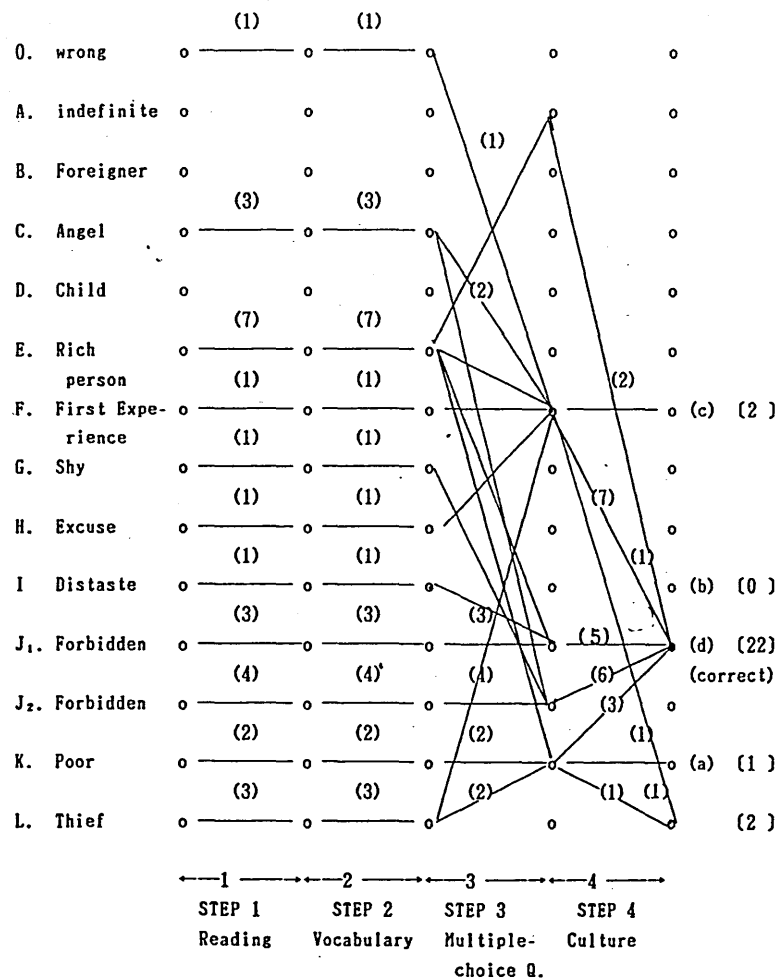 (1) (1)
O. wrong
A. indefinite
(1)
B. Foreigner
(3) (3)
C. Angel
D. Child
(2)
(7) (7)
E. Rich
person
(1) (1) (2)
F. First Expe- (c) (2)
rience
(1) (1)
G. Shy
(7)
(1) (1)
H. Excuse
(1) (1) (1)
I Distaste (b) (0)
(3) (3) (3)
J₁. Forbidden (5) (d) (22)
(4) (4) (4) (6) (correct)
J₂. Forbidden (3)
(2) (2) (2) (1)
K. Poor (a) (1)
(3) (3) (2) (1) (1)
L. Thief (2)
1 2 3 4
STEP 1 STEP 2 STEP 3 STEP 4
Reading Vocabulary Multiple- Culture
choice Q.